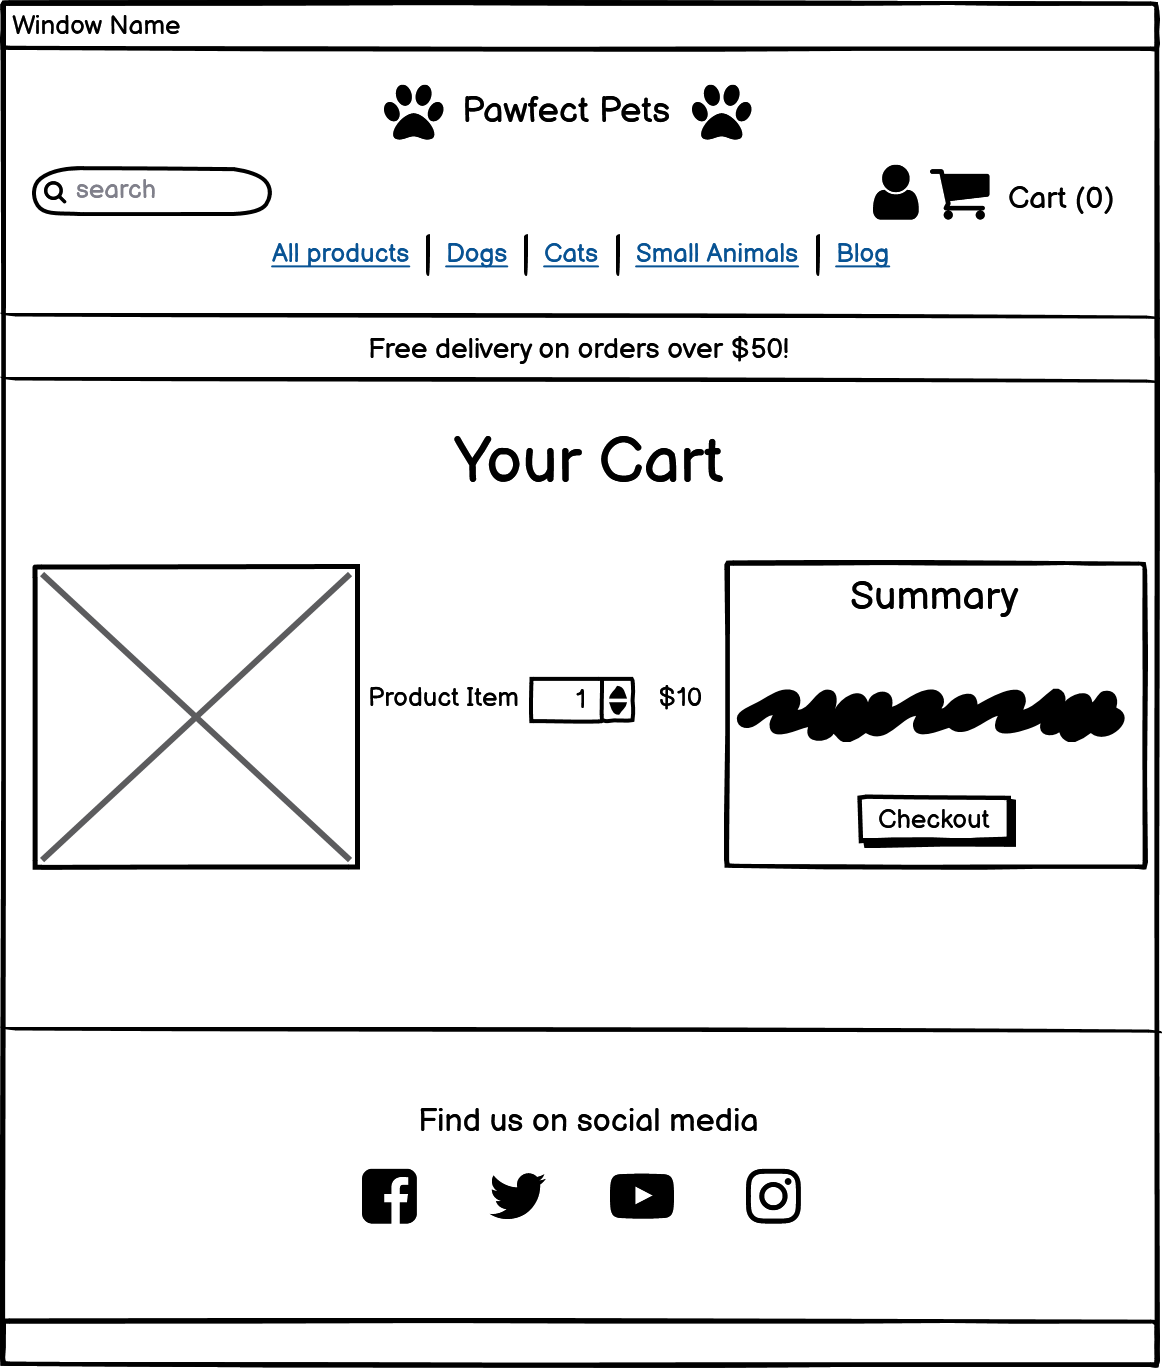 Window Name
Pawfect Pets
search
Cart (0)
All products
Dogs
Cats
Small Animals
Blog
Free delivery on orders over $50!
Your Cart
Summary
Product Item
1
$10
Checkout
Find us on social media